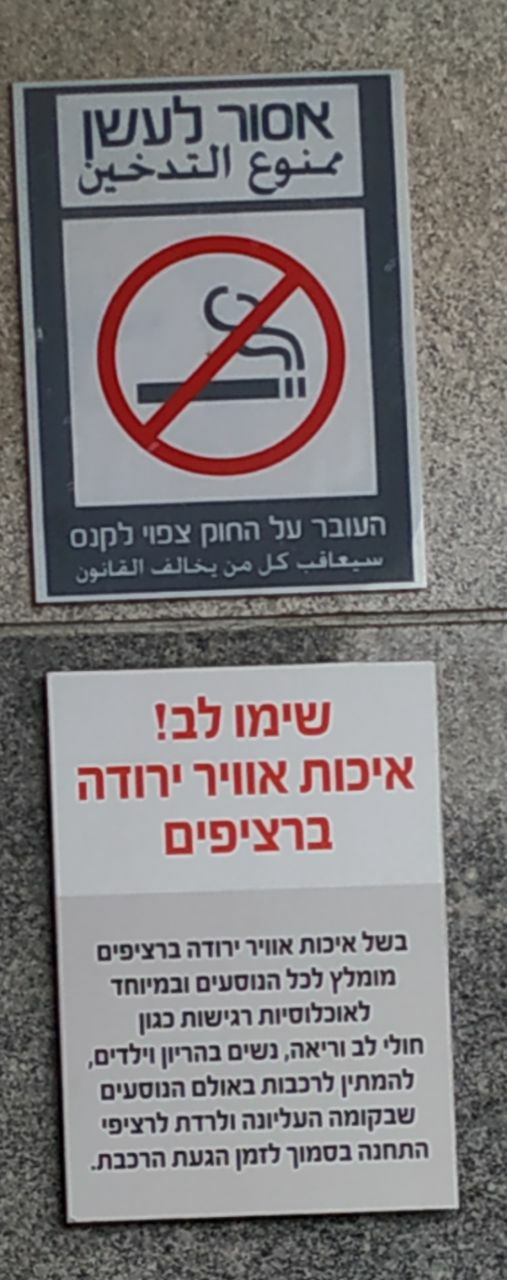 אסור לעשן
ممنوع التدخين
העובר על החוק צפוי לקנס
سيعاقب كل من يخالف القانون
שימו לב!
איכות אוויר ירודה
ברציפים
בשל איכות אוויר ירודה ברציפים
מומלץ לכל הנוסעים ובמיוחד
לאוכלוסיות רגישות כגון
חולי לב וריאה, נשים בהריון וילדים,
להמתין לרכבות באולם הנוסעים
שבקומה העליונה ולרדת לרציפי
התחנה בסמוך לזמן הגעת הרכבת.